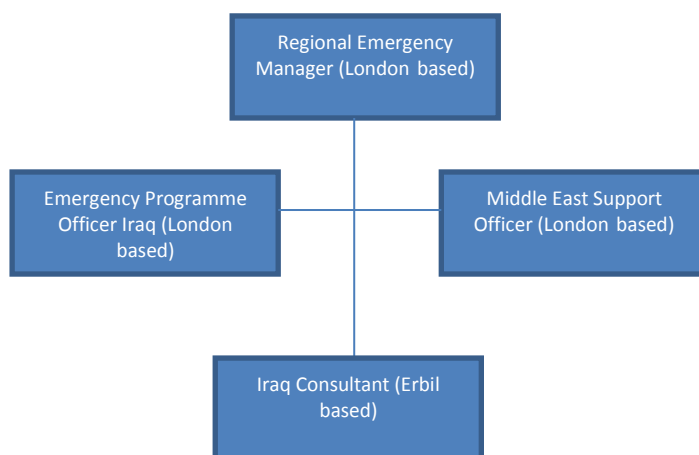 Regional Emergency
Manager (London based)
Emergency Programme
Officer Iraq (London
based)
Middle East Support
Officer (London based)
Iraq Consultant (Erbil
based)